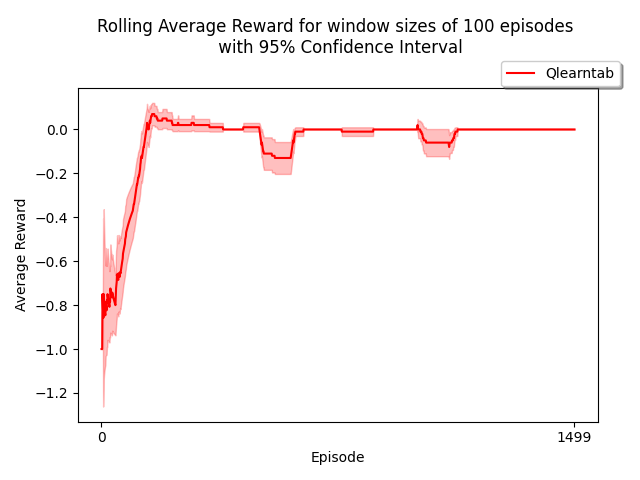 Rolling Average Reward for window sizes of 100 episodes
with 95% Confidence Interval
Qlearntab
0.0
−0.2
−0.4
−0.6
−0.8
−1.0
−1.2
Average Reward
0
1499
Episode